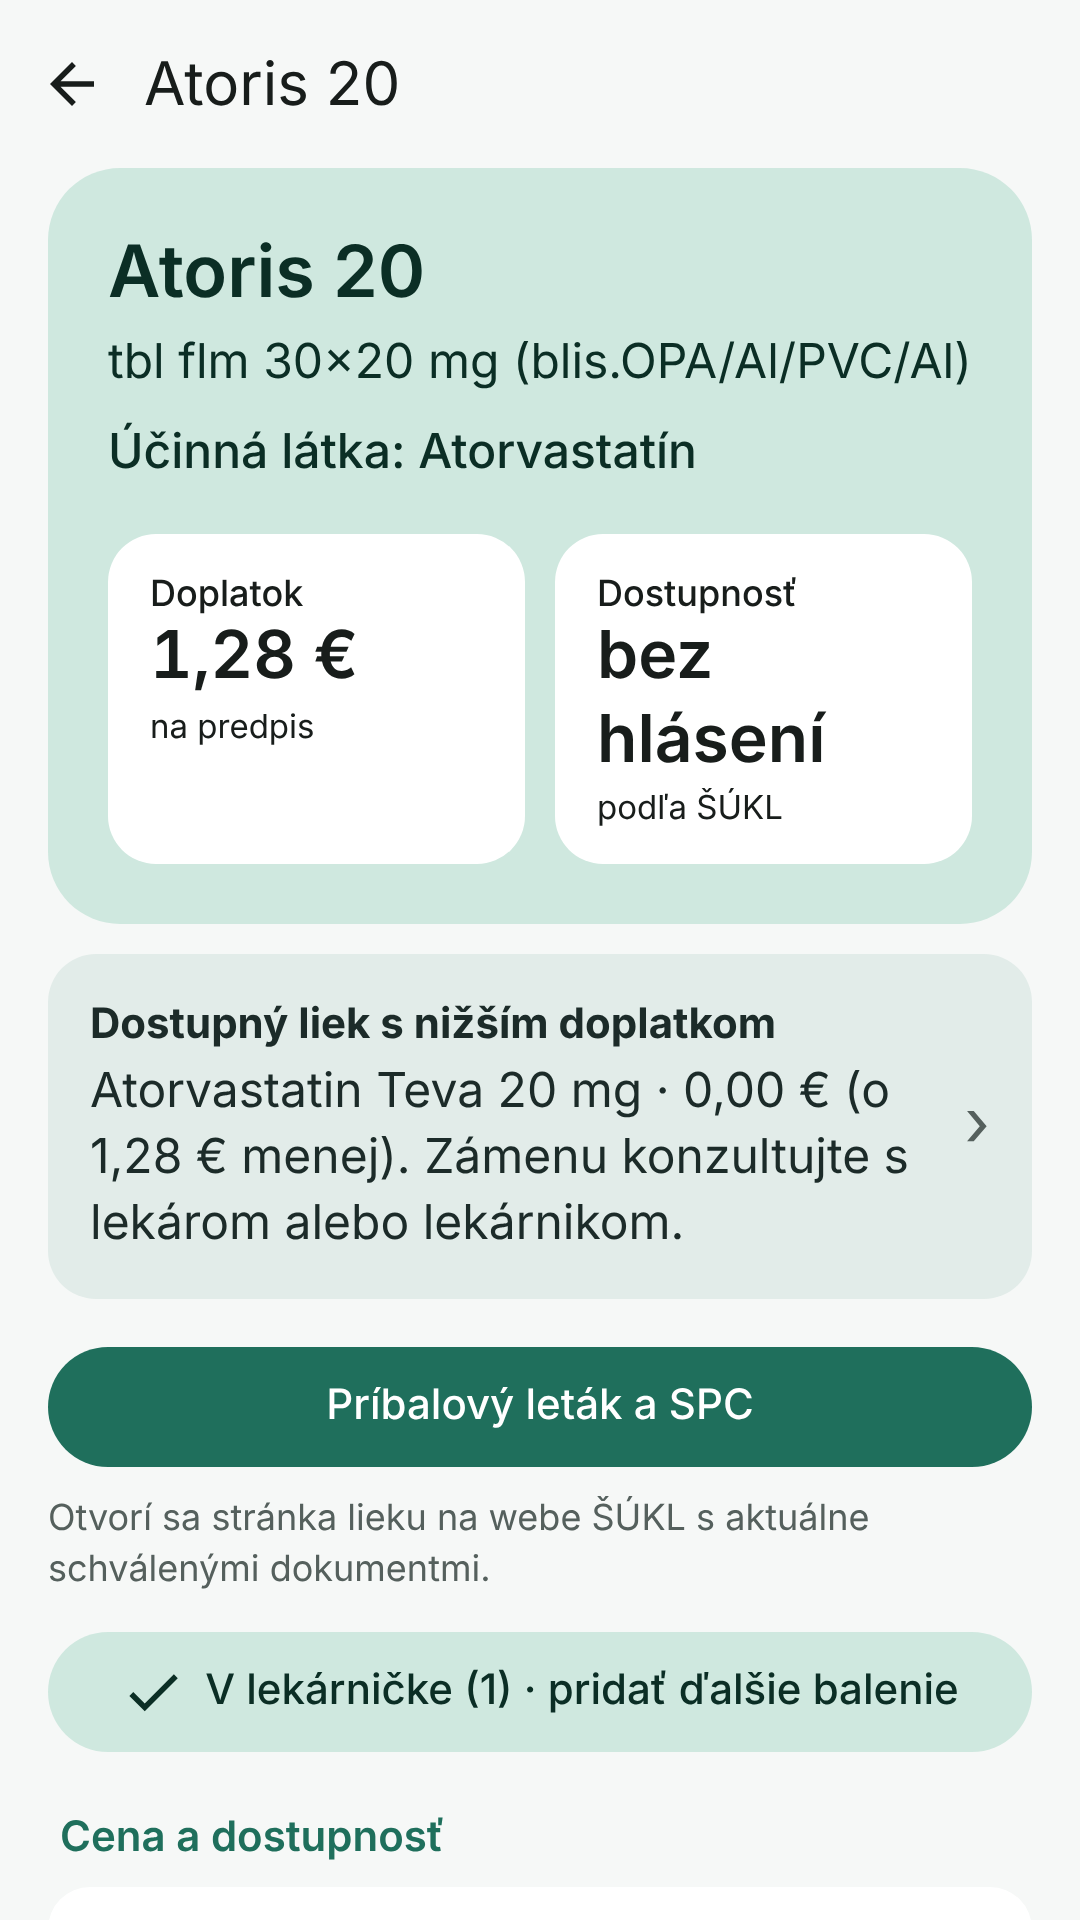 Atoris 20
Atoris 20
tbl flm 30×20 mg (blis.OPA/Al/PVC/Al)
Účinná látka: Atorvastatín
Doplatok
1,28 €
na predpis
Dostupnosť
bez
hlásení
podľa ŠÚKL
Dostupný liek s nižším doplatkom
Atorvastatin Teva 20 mg · 0,00 € (o
1,28 € menej). Zámenu konzultujte s
lekárom alebo lekárnikom.
Príbalový leták a SPC
Otvorí sa stránka lieku na webe ŠÚKL s aktuálne
schválenými dokumentmi.
V lekárničke (1) · pridať ďalšie balenie
Cena a dostupnosť